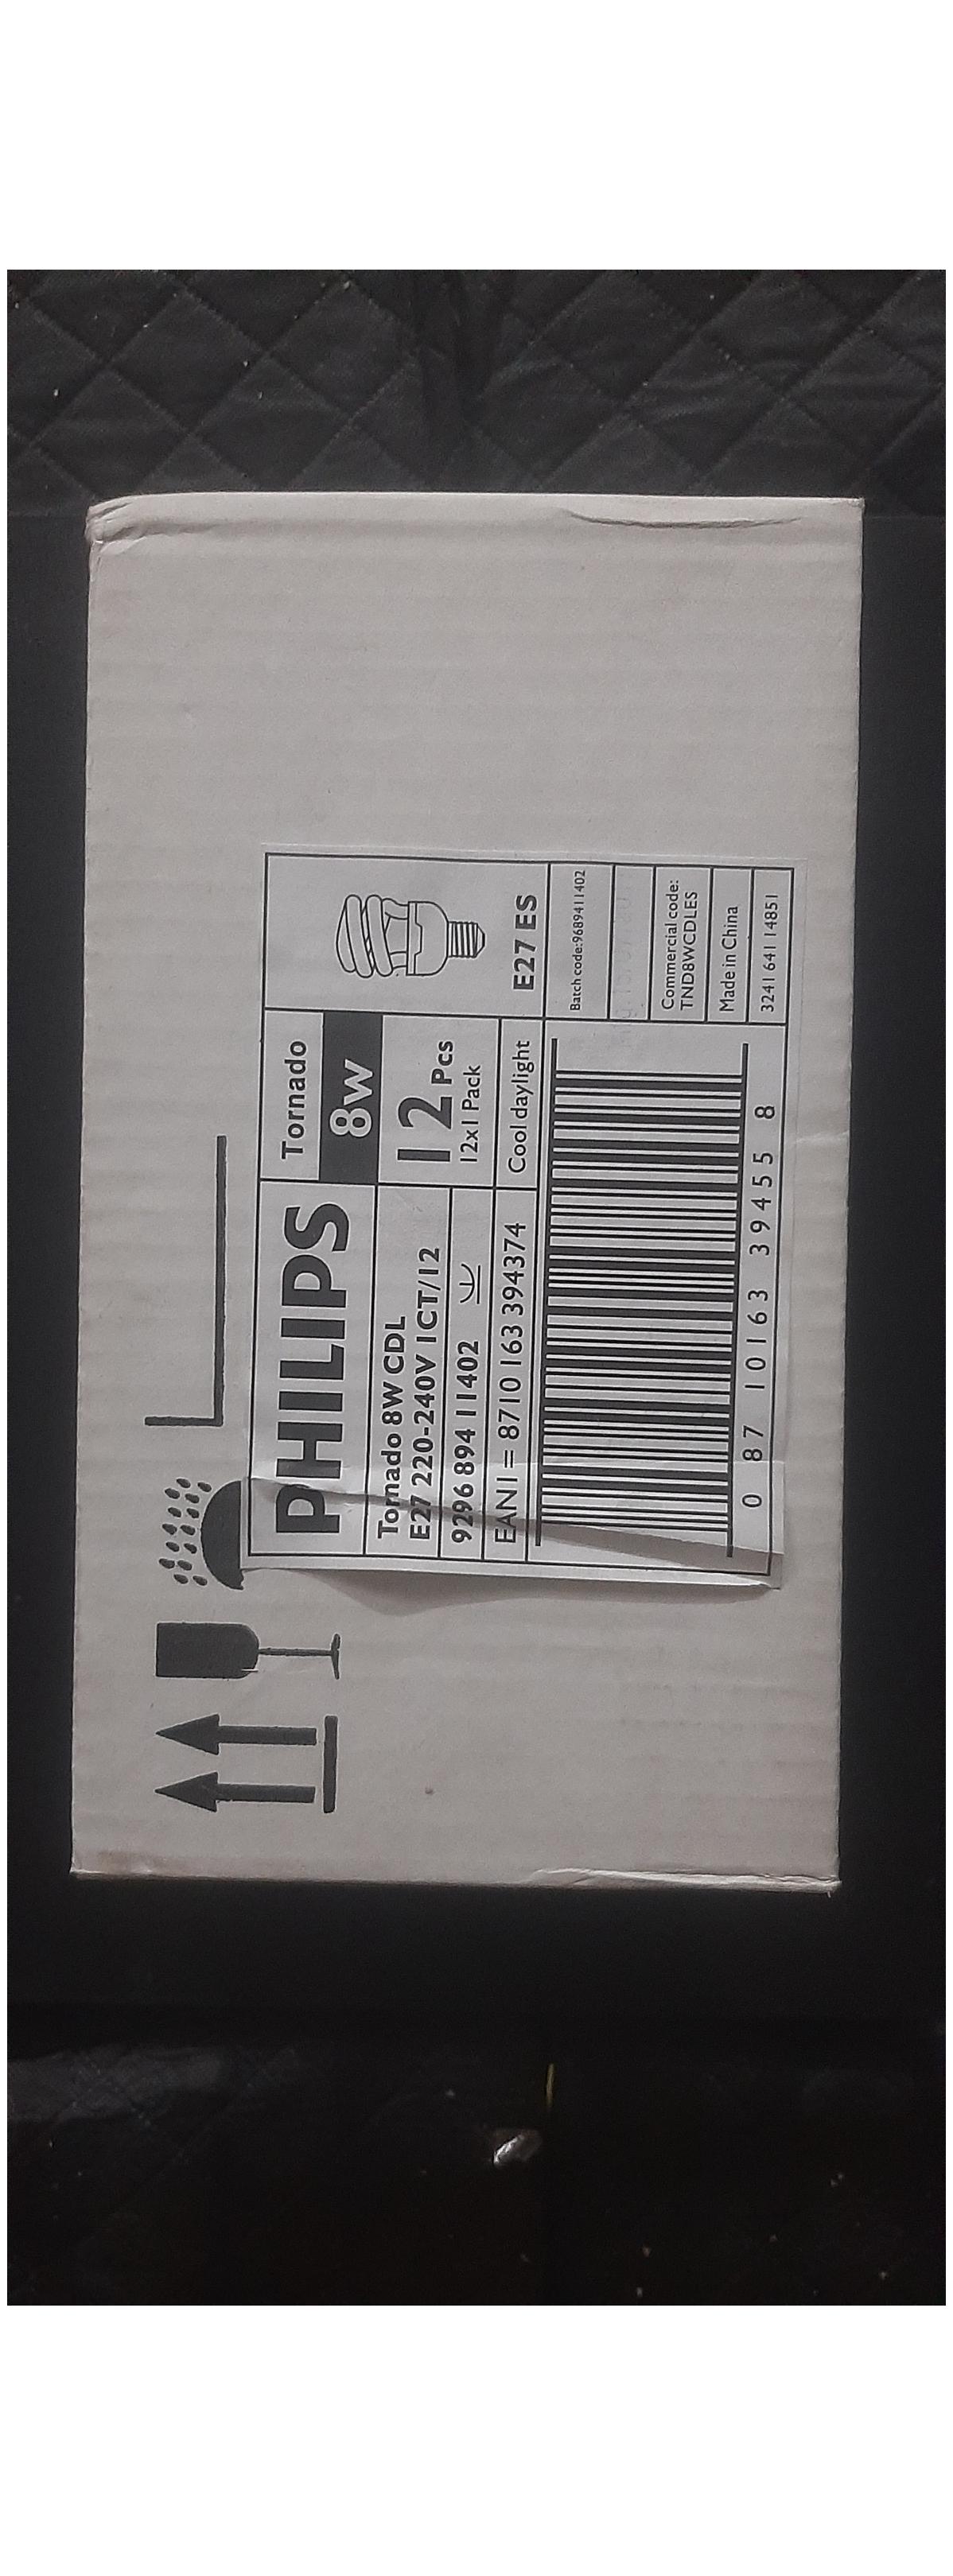 PHILIPS
Tornado
8w
Tornado 8W CDL
E27 220-240V 1CT/12
9296 894 11402
EAN1 = 8710 163 394374
12 Pcs
12x1 Pack
Cool daylight
E27 ES
Batch code:9689411402
Commercial code:
TND8WCDLES
Made in China
3241 641 14851
0 87 10163 39455 8